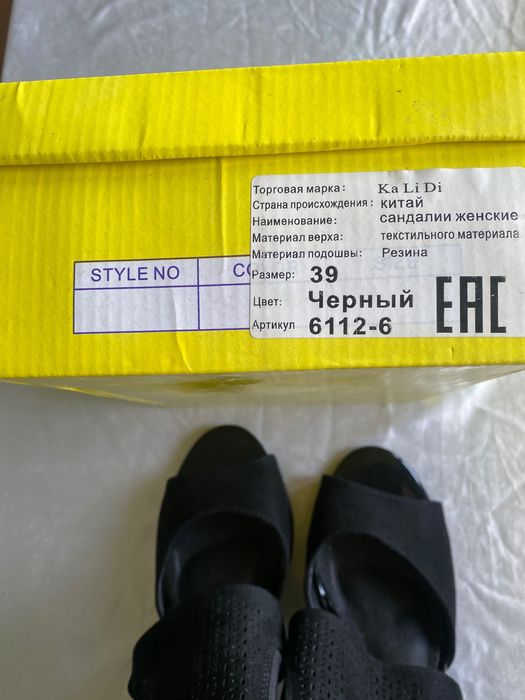 Торговая марка: Ka Li Di
Страна происхождения: китай
Наименование: сандалии женские
Материал верха: текстильного материала
Материал подошвы: Резина
Размер: 39
Цвет: Черный
Артикул 6112-6
EAC
STYLE NO CO